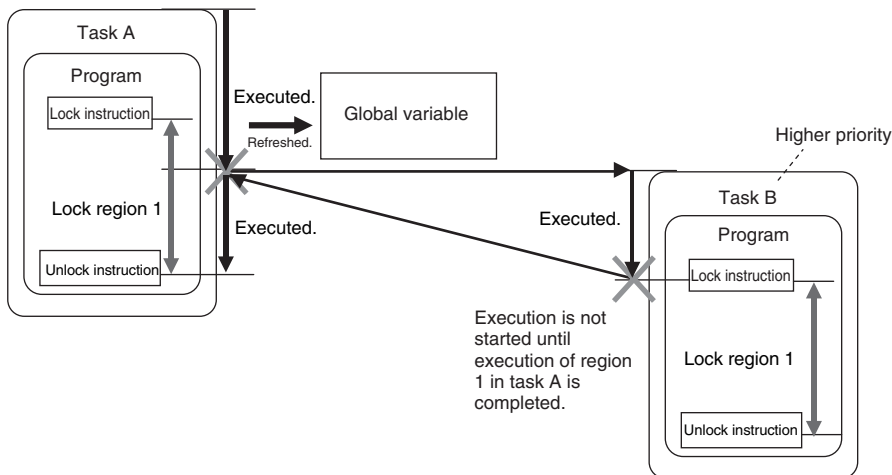 Task A
Program
Lock instruction
Lock region 1
Unlock instruction
Executed.
Refreshed.
Global variable
Executed.
Higher priority
Task B
Program
Executed.
Lock instruction
Execution is not
started until
execution of region
1 in task A is
completed.
Lock region 1
Unlock instruction